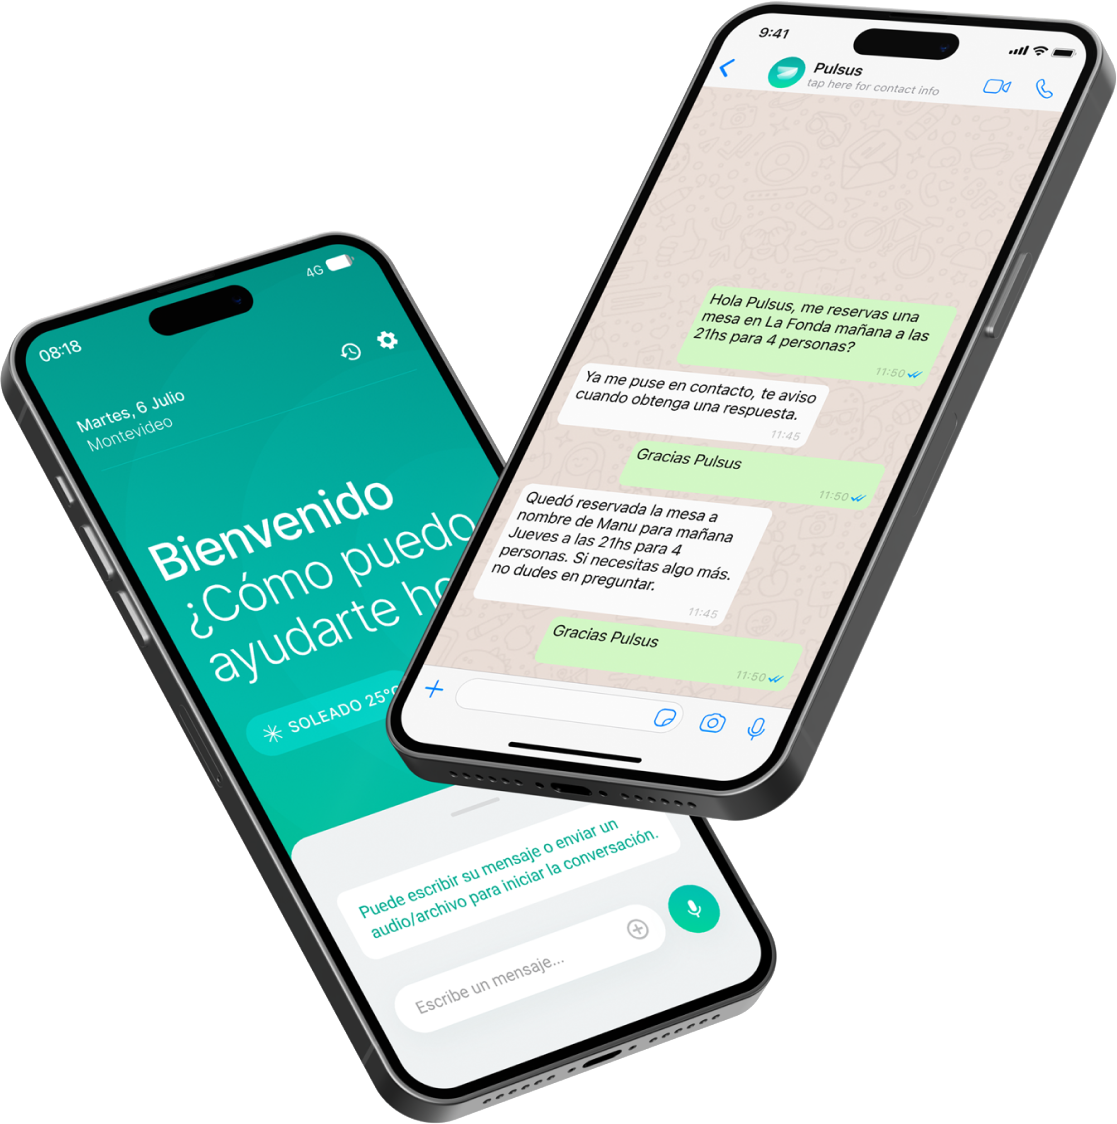 9:41
Pulsus
tap here for contact info
Hola Pulsus, me reservas una
mesa en La Fonda mañana a las
21hs para 4 personas?
11:50
Ya me puse en contacto, te aviso
cuando obtenga una respuesta.
11:45
Gracias Pulsus
11:50
Quedó reservada la mesa a
nombre de Manu para mañana
Jueves a las 21hs para 4
personas. Si necesitas algo más.
no dudes en preguntar.
11:45
Gracias Pulsus
11:50
08:18
4G
Martes, 6 Julio
Montevideo
Bienvenido
¿Cómo puedo
ayudarte
SOLEADO 25°
Puede escribir su mensaje o enviar un
audio/archivo para iniciar la conversación.
Escribe un mensaje...